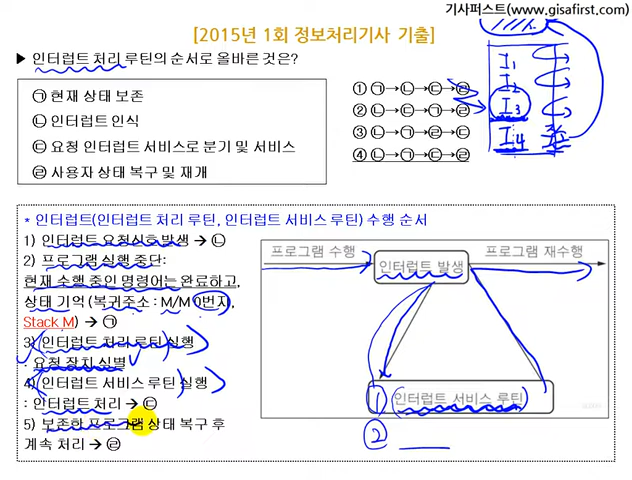 기사퍼스트(www.gisafirst.com)
[2015년 1회 정보처리기사 기출]
▶ 인터럽트 처리 루틴의 순서로 올바른 것은?
㉠ 현재 상태 보존
㉡ 인터럽트 인식
㉢ 요청 인터럽트 서비스로 분기 및 서비스
㉣ 사용자 상태 복구 및 재개
① ㉠→㉡→㉢→㉣
② ㉡→㉠→㉢→㉣
③ ㉠→㉡→㉣→㉢
④ ㉡→㉠→㉢→㉣
I1
I2
I3
I4
* 인터럽트(인터럽트 처리 루틴, 인터럽트 서비스 루틴) 수행 순서
1) 인터럽트 요청신호 발생 → ㉡
2) 프로그램 실행 중단:
현재 수행 중인 명령어는 완료하고,
상태 기억 (복귀주소 : M/M 0번지,
Stack M) → ㉠
3) 인터럽트 처리 루틴 실행
: 요청 장치 식별
4) 인터럽트 서비스 루틴 실행
: 인터럽트 처리 → ㉢
5) 보존한 프로그램 상태 복구 후
계속 처리 → ㉣
프로그램 수행
인터럽트 발생
프로그램 재수행
① 인터럽트 서비스 루틴
②